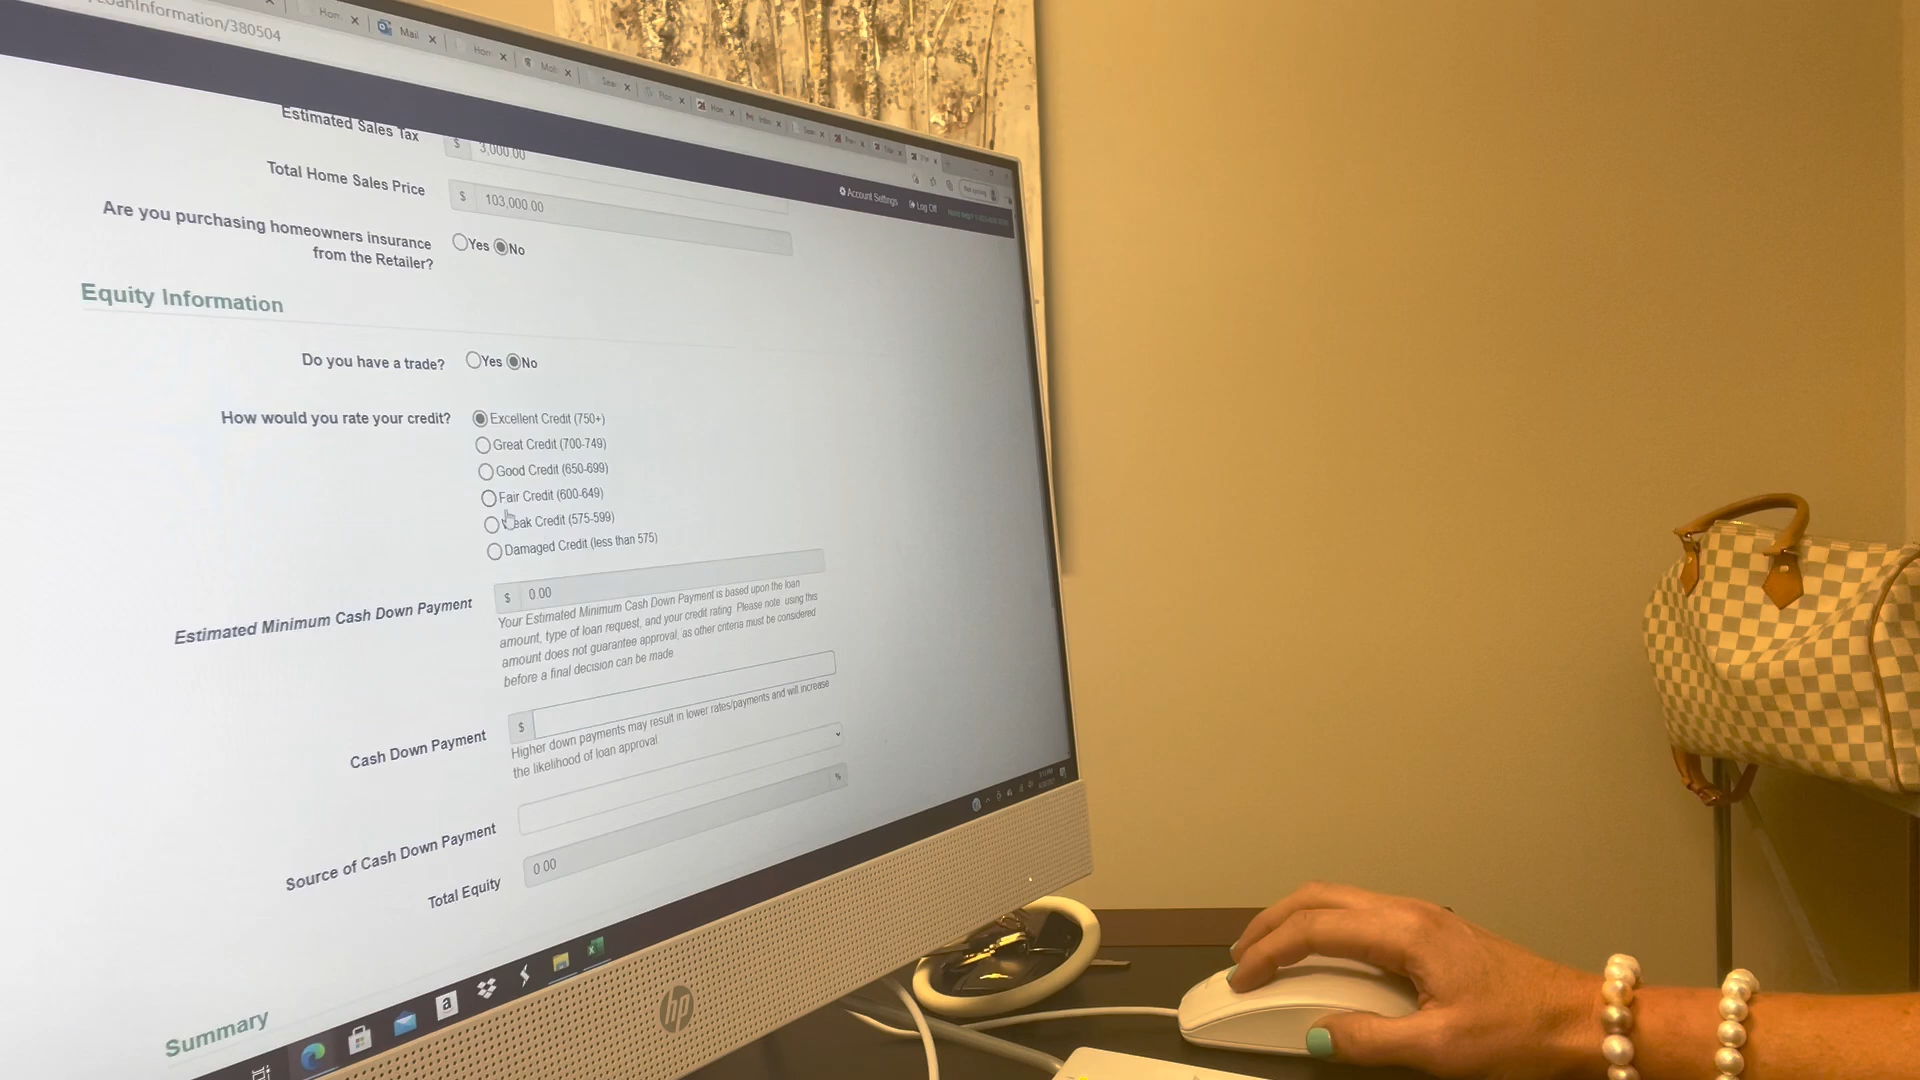 LoanInformation/380504
Mail
Account Settings
Log Off
Estimated Sales Tax
$ 3,000.00
Total Home Sales Price
$ 103,000.00
Are you purchasing homeowners insurance
from the Retailer?
Yes No
Equity Information
Do you have a trade?
Yes No
How would you rate your credit?
Excellent Credit (750+)
Great Credit (700-749)
Good Credit (650-699)
Fair Credit (600-649)
Credit (575-599)
Damaged Credit (less than 575)
Estimated Minimum Cash Down Payment
$ 0.00
Your Estimated Minimum Cash Down Payment is based upon the loan
amount, type of loan request, and your credit rating. Please note: using this
amount does not guarantee approval, as other criteria must be considered
before a final decision can be made.
Cash Down Payment
$
Higher down payments may result in lower rates/payments and will increase
the likelihood of loan approval.
Source of Cash Down Payment
Total Equity
0.00
%
Summary
a
hp